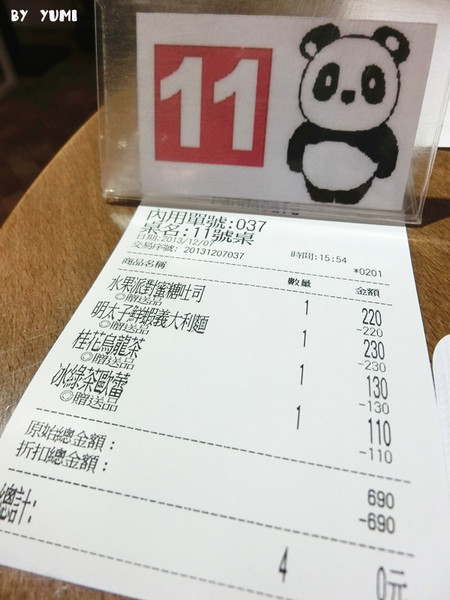 BY YUMI
11
內用單號:037
桌名:11號桌
日期:2013/12/07 時間:15:54
交易序號: 20131207037 *0201
商品名稱 數量 金額
水果派對蜜糖吐司 1 220
◎贈送品 -220
明太子鮮蝦義大利麵 1 230
◎贈送品 -230
桂花烏龍茶 1 130
◎贈送品 -130
冰綠茶歐蕾 1 110
◎贈送品 -110
原始總金額: 690
折扣總金額: -690
總計: 4 0元